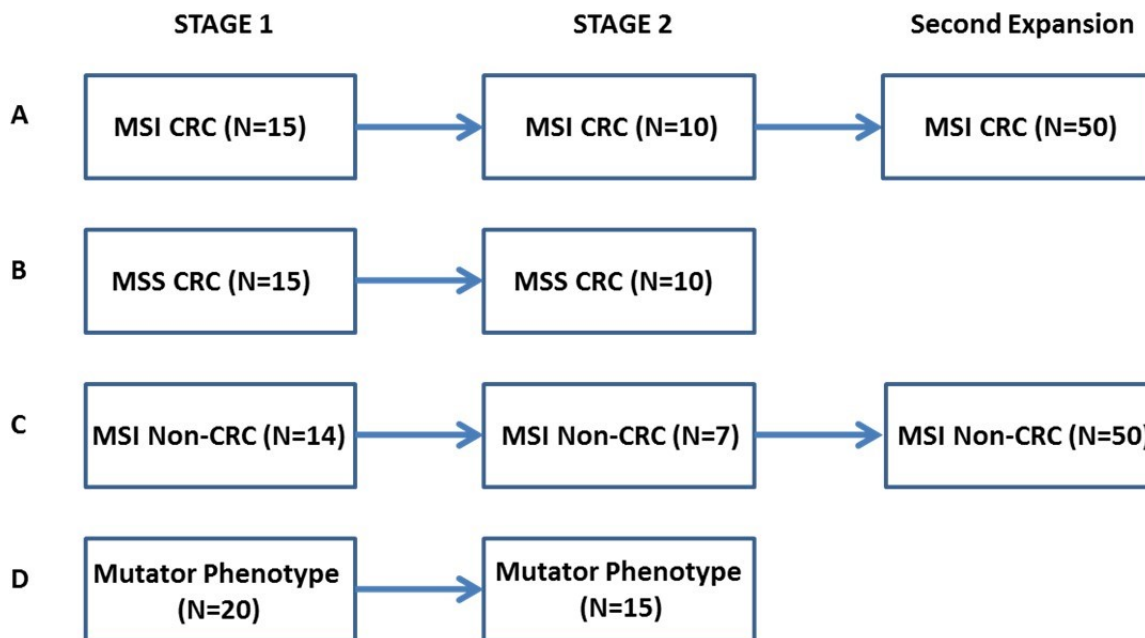 STAGE 1 STAGE 2 Second Expansion
A MSI CRC (N=15) MSI CRC (N=10) MSI CRC (N=50)
B MSS CRC (N=15) MSS CRC (N=10)
C MSI Non-CRC (N=14) MSI Non-CRC (N=7) MSI Non-CRC (N=50)
D Mutator Phenotype Mutator Phenotype
(N=20) (N=15)